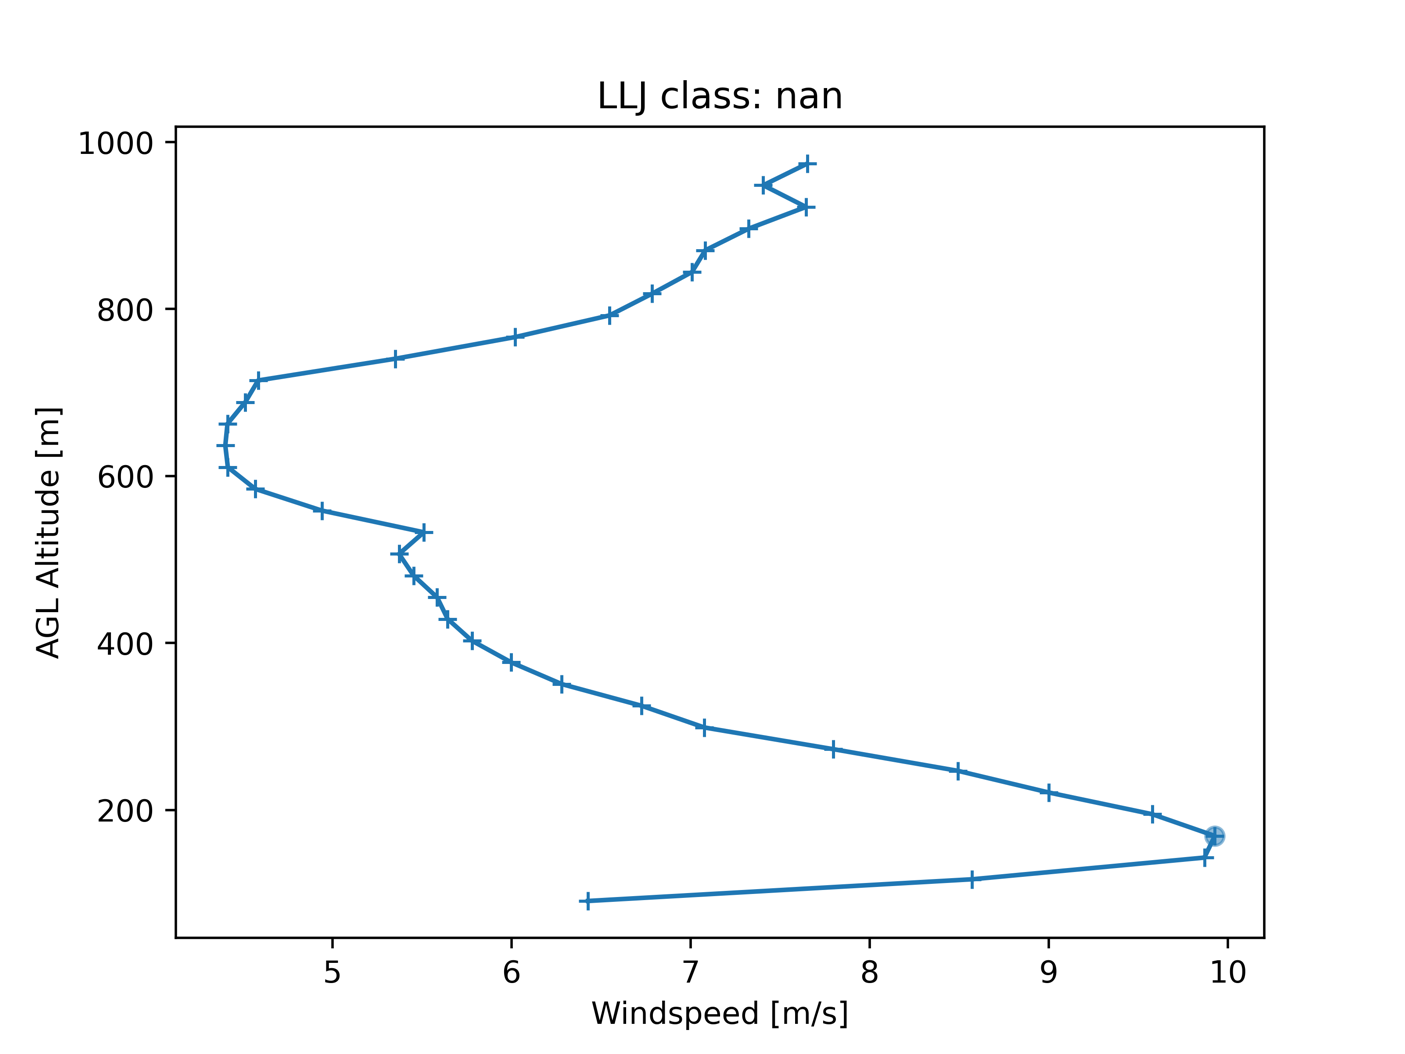 LLJ class: nan
1000
800
600
400
200
AGL Altitude [m]
5 6 7 8 9 10
Windspeed [m/s]